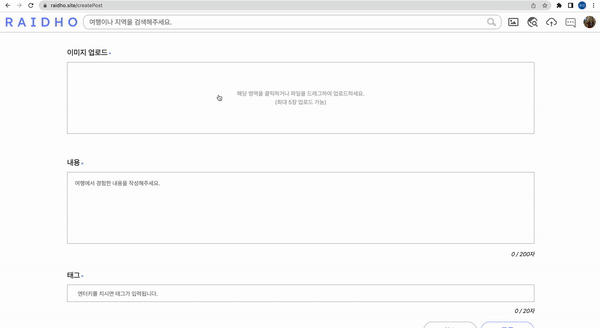 raidho.site/createPost
RAIDHO
여행이나 지역을 검색해주세요.
이미지 업로드
해당 영역을 클릭하거나 파일을 드래그하여 업로드하세요.
(최대 5장 업로드 가능)
내용
여행에서 경험한 내용을 작성해주세요.
0 / 200자
태그
엔터키를 치시면 태그가 입력됩니다.
0 / 20자